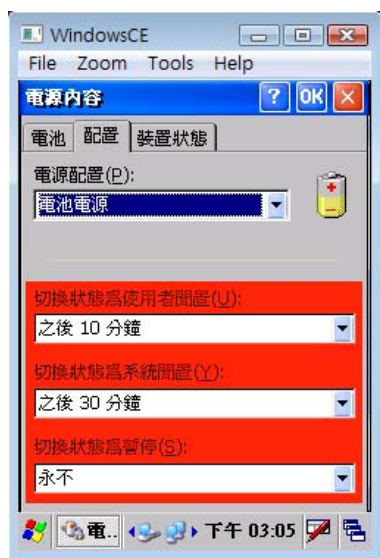 WindowsCE
File Zoom Tools Help
電源內容 ? OK
電池 配置 裝置狀態
電源配置(P):
電池電源
切換狀態為使用者閒置(U):
之後 10 分鐘
切換狀態為系統閒置(Y):
之後 30 分鐘
切換狀態為暫停(S):
永不
電.. 下午 03:05